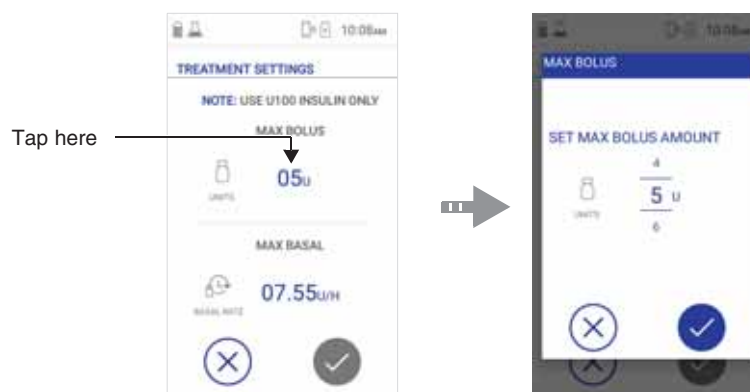 10:08AM
TREATMENT SETTINGS
NOTE: USE U100 INSULIN ONLY
MAX BOLUS
Tap here
05U
UNITS
MAX BASAL
07.55U/H
BASAL RATE
10:08AM
MAX BOLUS
SET MAX BOLUS AMOUNT
4
5 U
UNITS
6